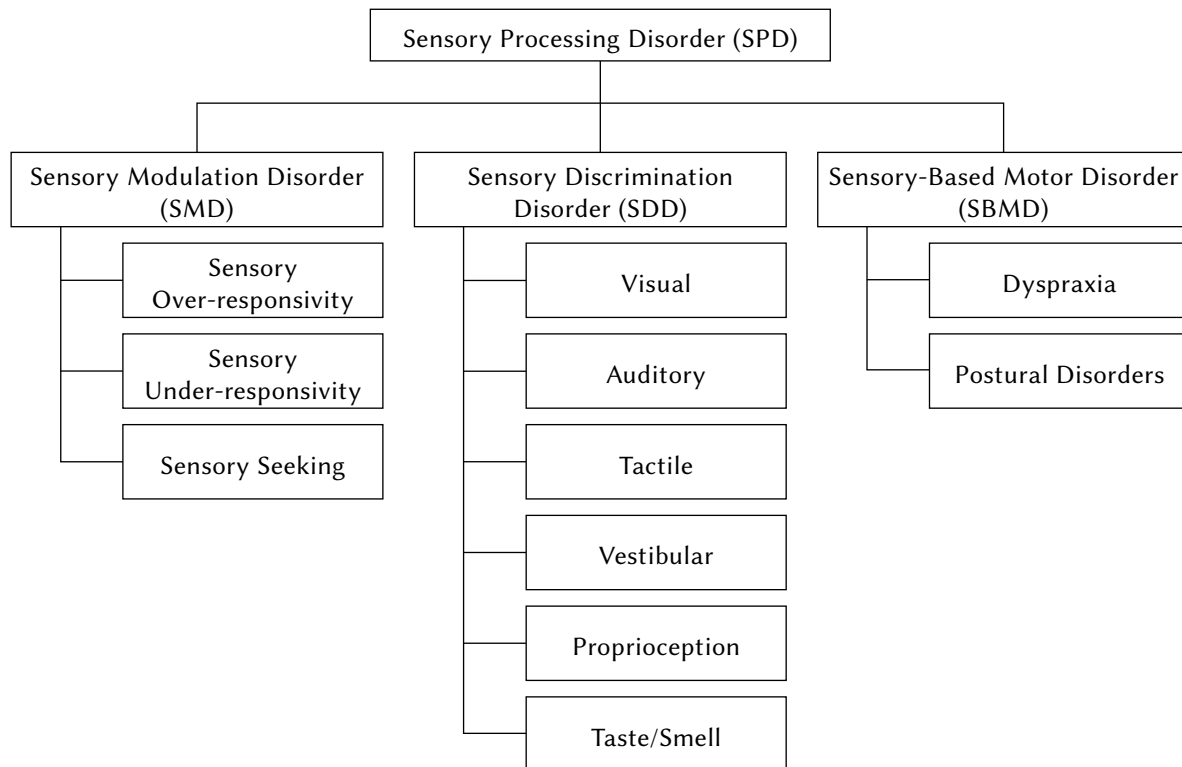 Sensory Processing Disorder (SPD)
Sensory Modulation Disorder
(SMD)
Sensory
Over-responsivity
Sensory
Under-responsivity
Sensory Seeking
Sensory Discrimination
Disorder (SDD)
Visual
Auditory
Tactile
Vestibular
Proprioception
Taste/Smell
Sensory-Based Motor Disorder
(SBMD)
Dyspraxia
Postural Disorders